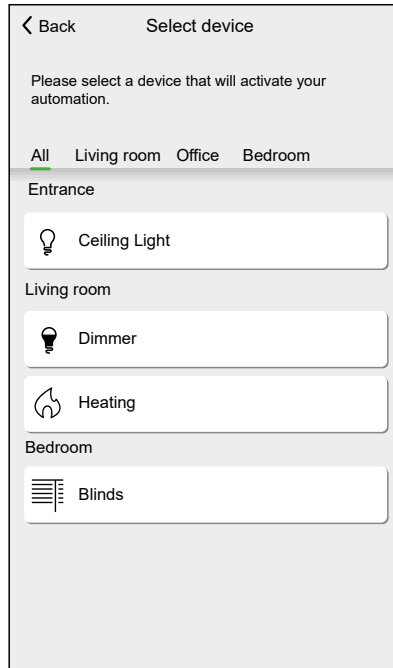 Back Select device
Please select a device that will activate your
automation.
All Living room Office Bedroom
Entrance
Ceiling Light
Living room
Dimmer
Heating
Bedroom
Blinds